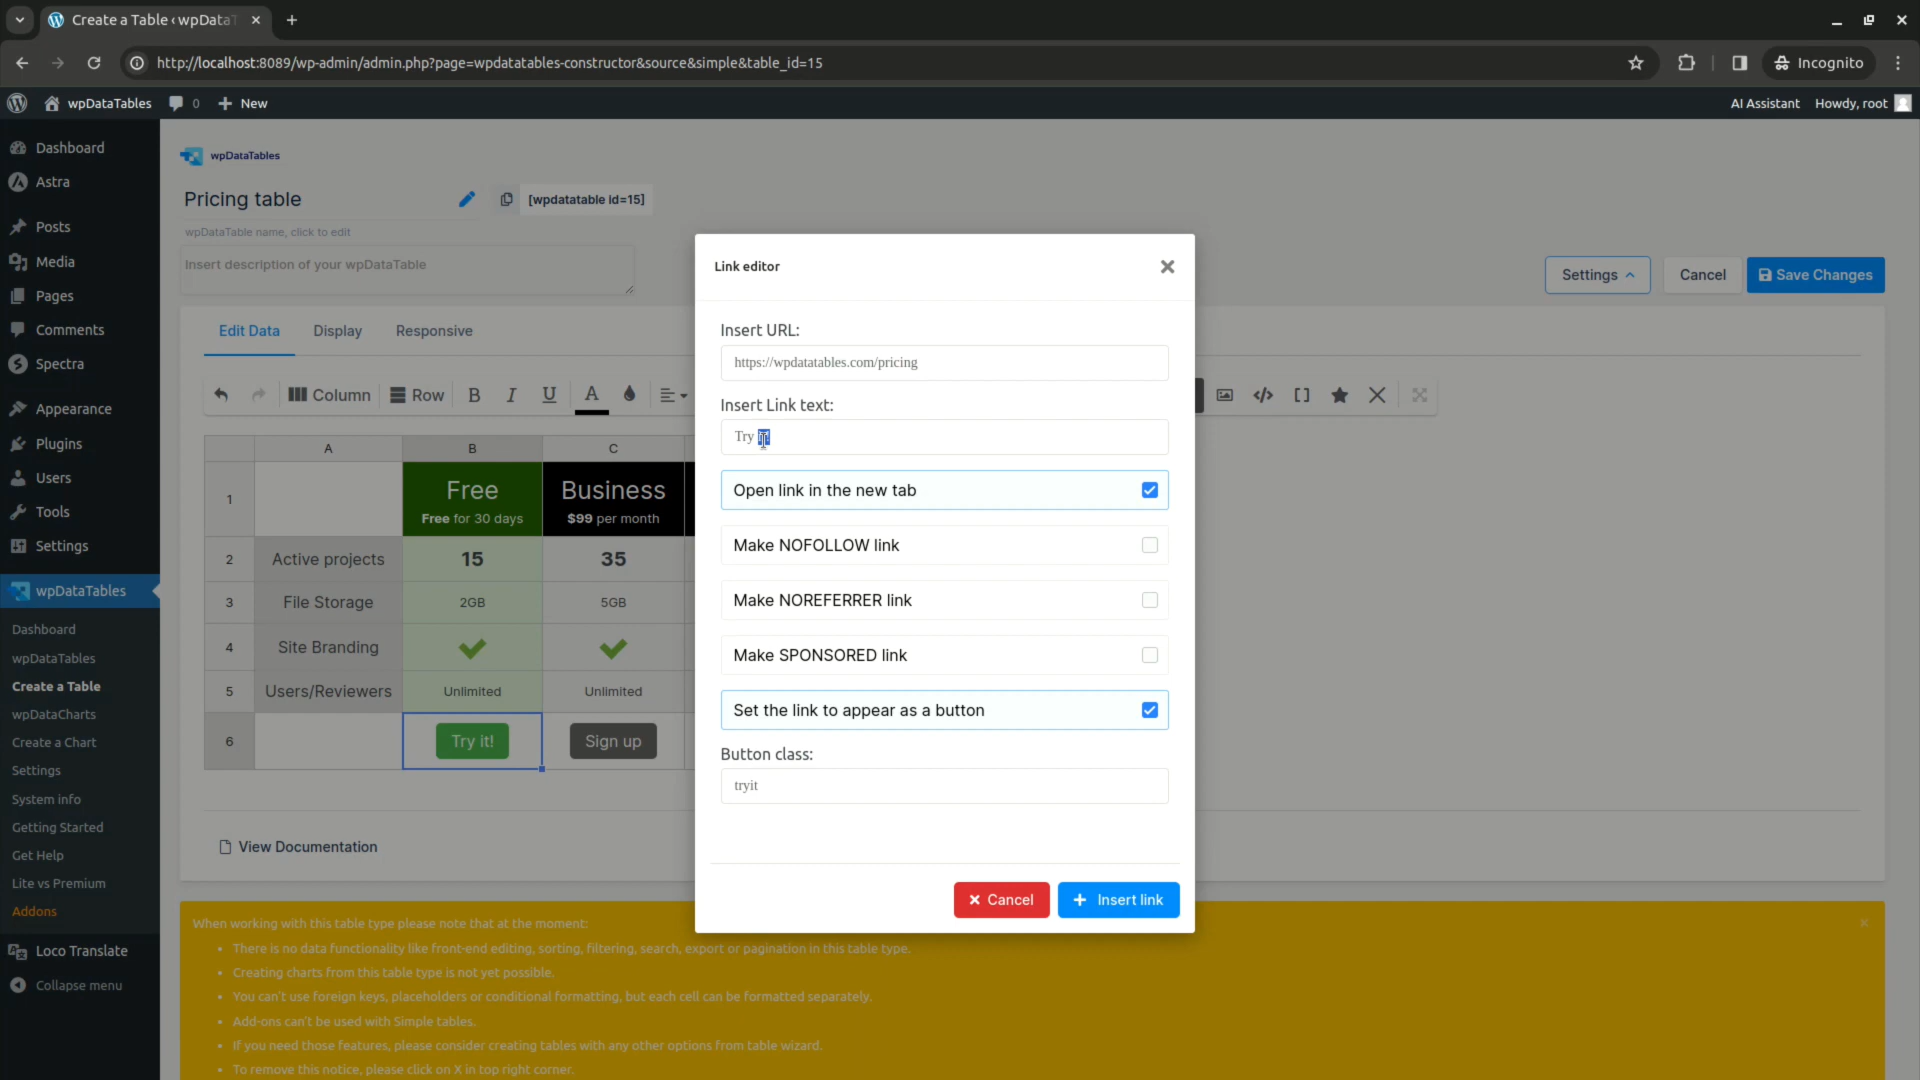 Create a Table ‹ wpDataT
http://localhost:8089/wp-admin/admin.php?page=wpdatatables-constructor&source&simple&table_id=15
Incognito
wpDataTables
0
New
AI Assistant
Howdy, root
Dashboard
Astra
Posts
Media
Pages
Comments
Spectra
Appearance
Plugins
Users
Tools
Settings
wpDataTables
Dashboard
wpDataTables
Create a Table
wpDataCharts
Create a Chart
Settings
System info
Getting Started
Get Help
Lite vs Premium
Addons
Loco Translate
Collapse menu
wpDataTables
Pricing table
[wpdatatable id=15]
wpDataTable name, click to edit
Insert description of your wpDataTable
Settings
Cancel
Save Changes
Edit Data
Display
Responsive
Column
Row
B
I
U
A
A
B
C
1
Free
Free for 30 days
Business
$99 per month
2
Active projects
15
35
3
File Storage
2GB
5GB
4
Site Branding
5
Users/Reviewers
Unlimited
Unlimited
6
Try it!
Sign up
View Documentation
When working with this table type please note that at the moment:
There is no data functionality like front-end editing, sorting, filtering, search, export or pagination in this table type.
Creating charts from this table type is not yet possible.
You can't use foreign keys, placeholders or conditional formatting, but each cell can be formatted separately.
Add-ons can't be used with Simple tables.
If you need those features, please consider creating tables with any other options from table wizard.
To remove this notice, please click on X in top right corner.
Link editor
Insert URL:
https://wpdatatables.com/pricing
Insert Link text:
Try
Open link in the new tab
Make NOFOLLOW link
Make NOREFERRER link
Make SPONSORED link
Set the link to appear as a button
Button class:
tryit
Cancel
Insert link